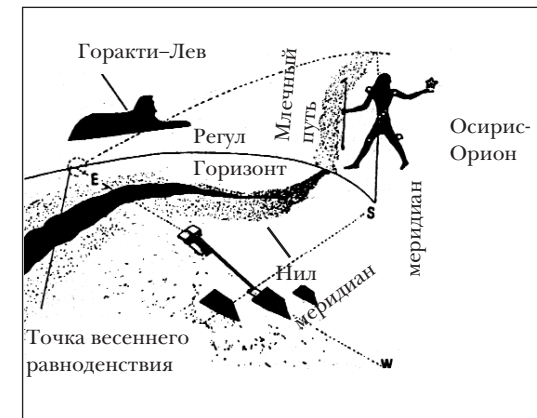 Горакти–Лев
Млечный
путь
Осирис-
Орион
Регул
Горизонт
E
меридиан
S
Нил
меридиан
Точка весеннего
равноденствия
W